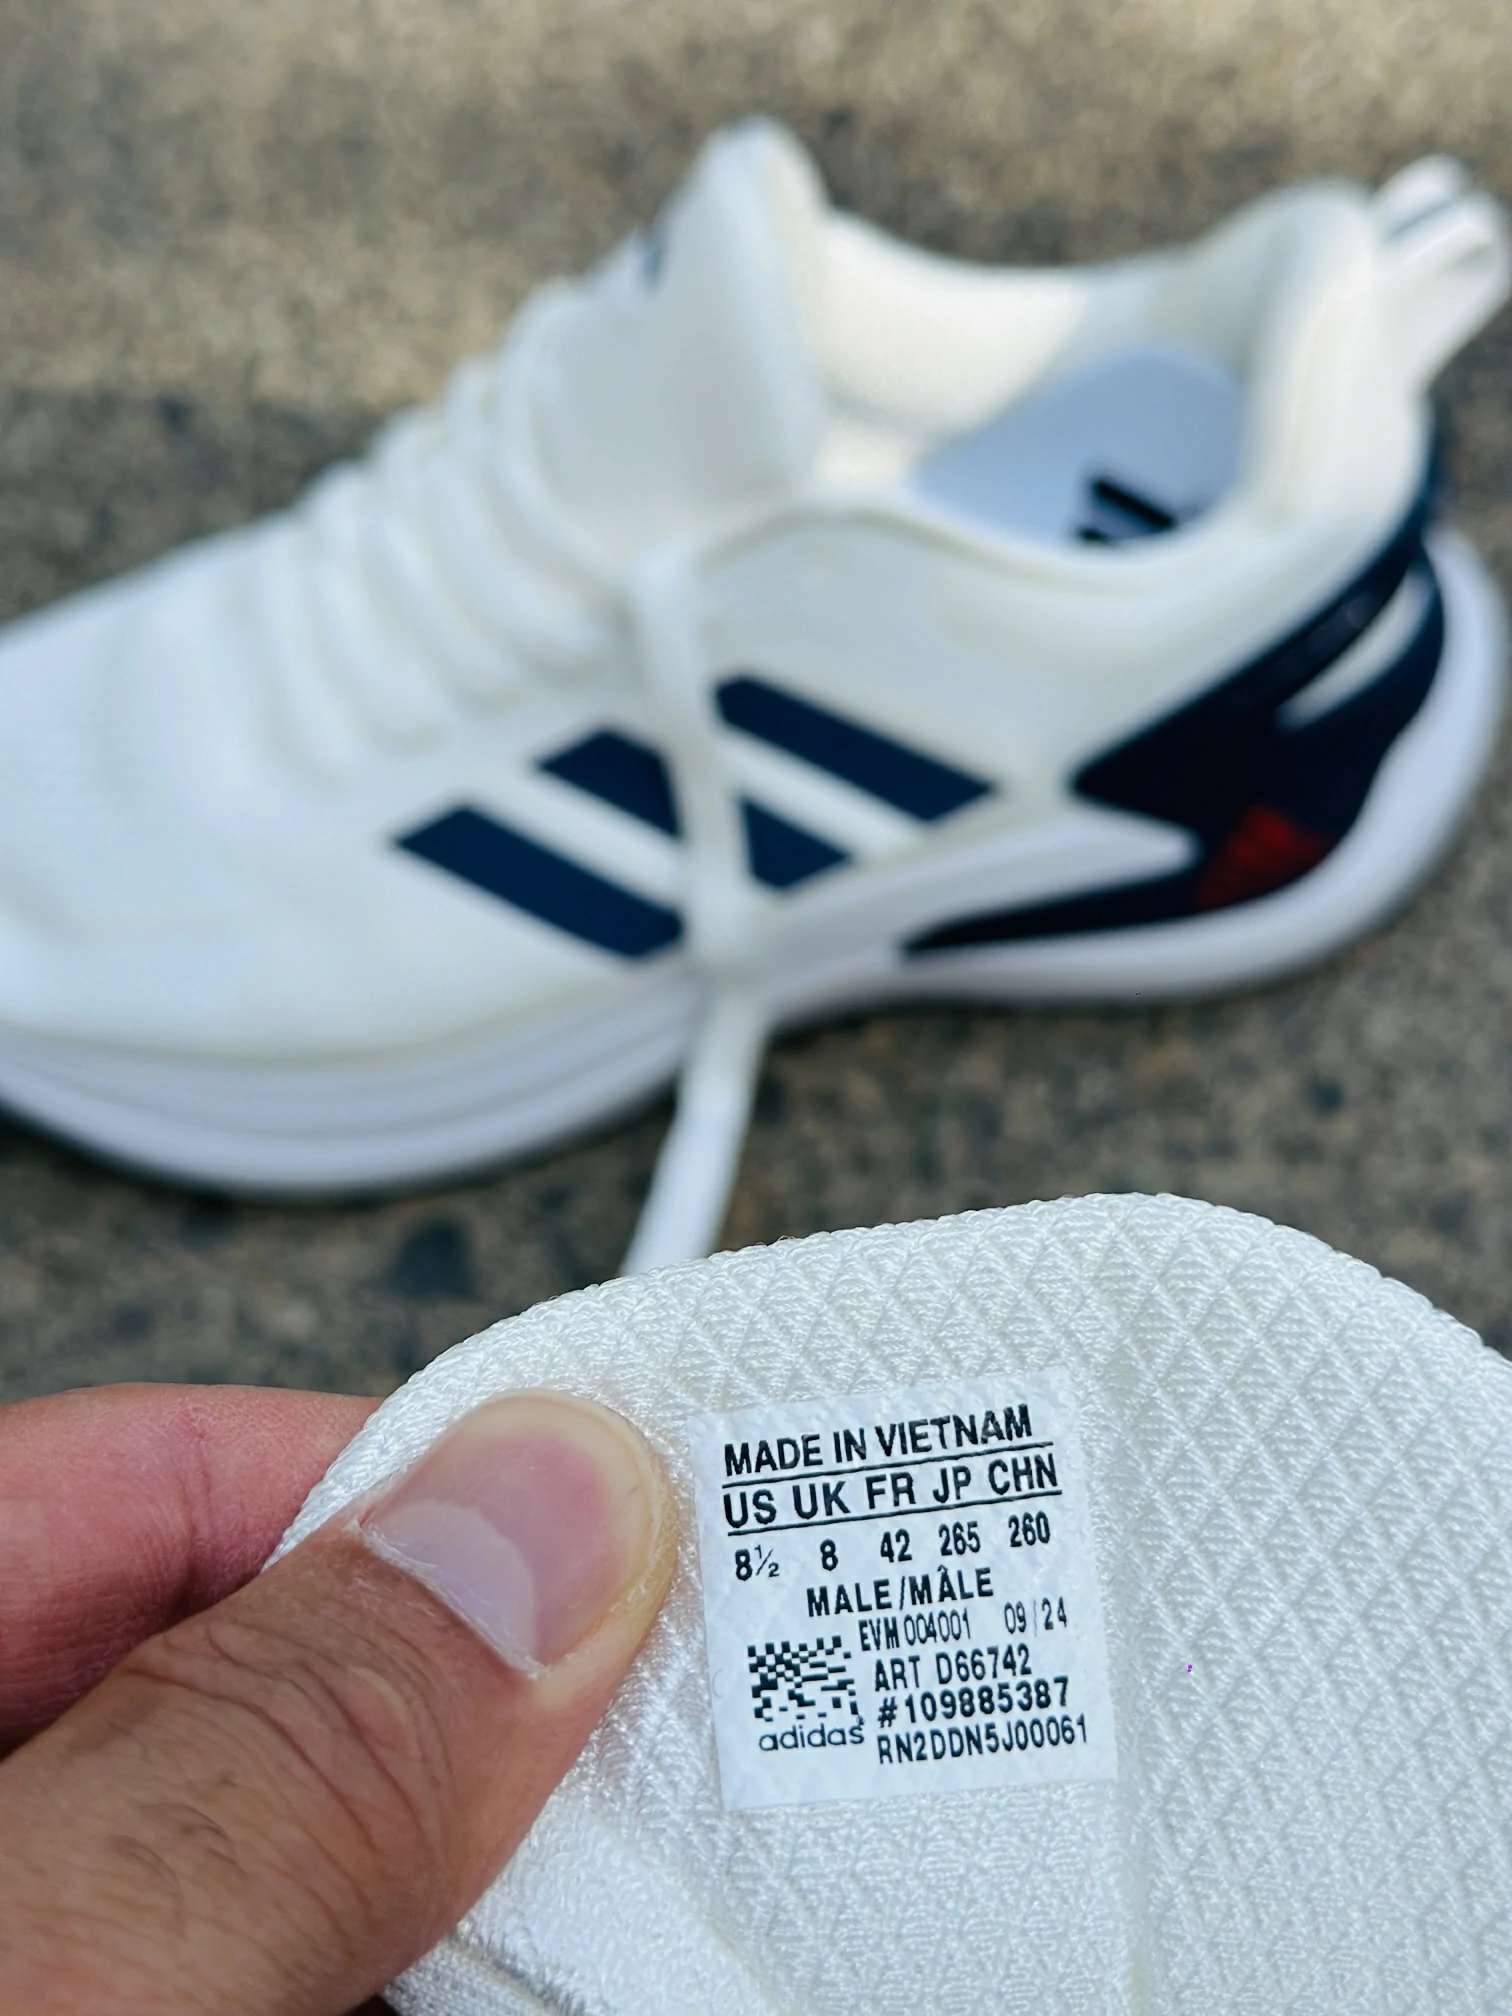 MADE IN VIETNAM
US UK FR JP CHN
8½ 8 42 265 260
MALE/MÂLE
EVM 004001 09/24
ART D66742
#109885387
adidas RN2DDN5J00061